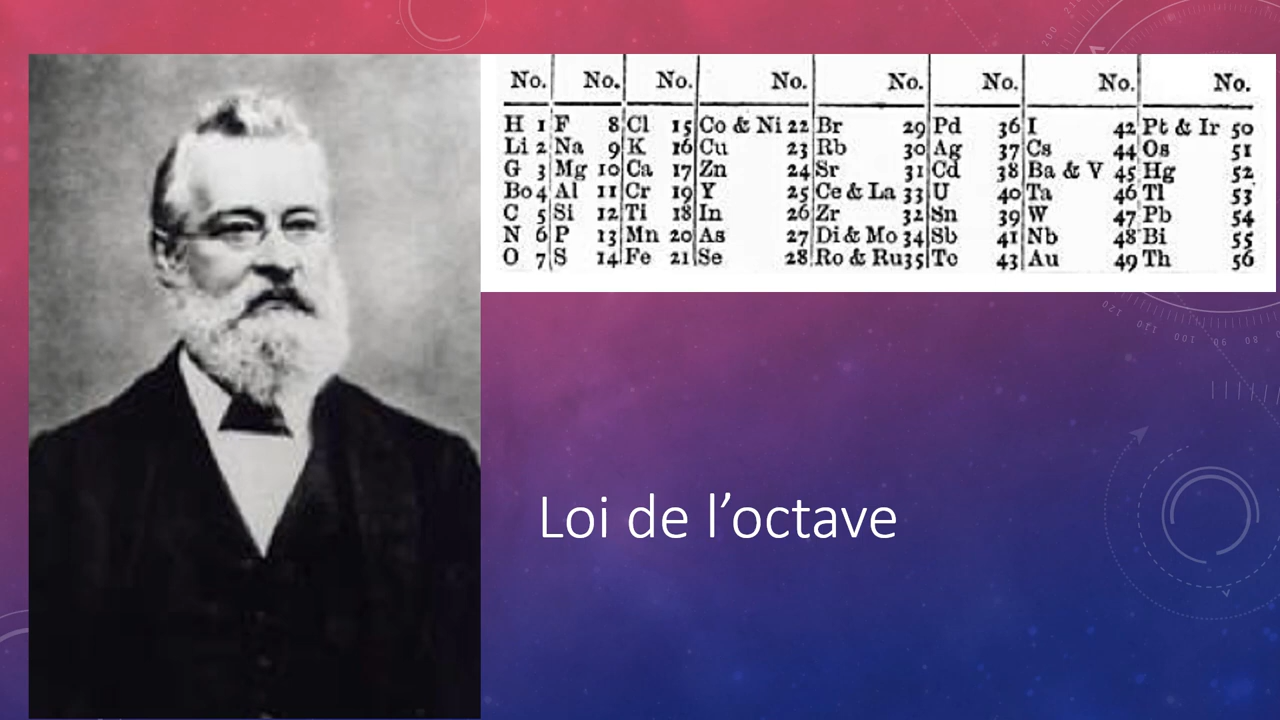 No. No. No. No. No. No. No. No.
H 1 F 8 Cl 15 Co & Ni 22 Br 29 Pd 36 I 42 Pt & Ir 50
Li 2 Na 9 K 16 Cu 23 Rb 30 Ag 37 Cs 44 Os 51
G 3 Mg 10 Ca 17 Zn 24 Sr 31 Cd 38 Ba & V 45 Hg 52
Bo 4 Al 11 Cr 19 Y 25 Ce & La 33 U 40 Ta 46 Tl 53
C 5 Si 12 Ti 18 In 26 Zr 32 Sn 39 W 47 Pb 54
N 6 P 13 Mn 20 As 27 Di & Mo 34 Sb 41 Nb 48 Bi 55
O 7 S 14 Fe 21 Se 28 Ro & Ru 35 Te 43 Au 49 Th 56
Loi de l’octave
200
120
110
100
90
80